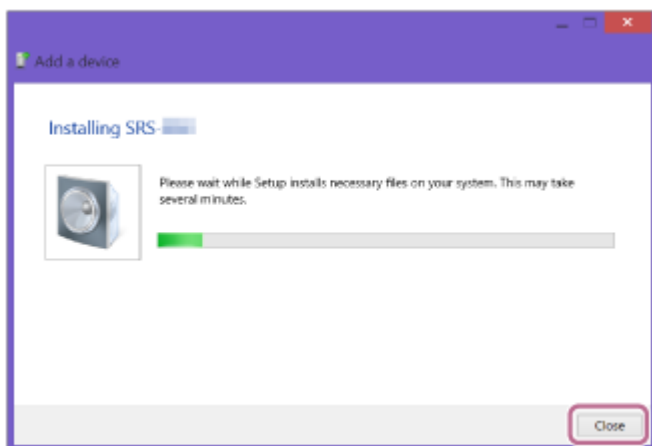 Add a device
Installing SRS-
Please wait while Setup installs necessary files on your system. This may take
several minutes.
Close